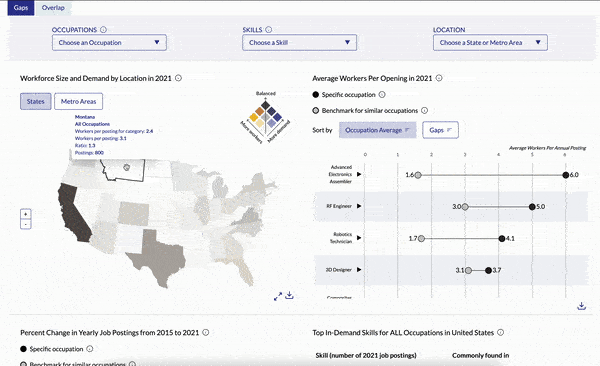 Gaps Overlap
OCCUPATIONS
Choose an Occupation
SKILLS
Choose a Skill
LOCATION
Choose a State or Metro Area
Workforce Size and Demand by Location in 2021
States Metro Areas
Balanced
More workers
More demand
Montana
All Occupations
Workers per posting for category: 2.4
Workers per posting: 3.1
Ratio: 1.3
Postings: 800
+
-
Average Workers Per Opening in 2021
Specific occupation
Benchmark for similar occupations
Sort by Occupation Average Gaps
Average Workers Per Annual Posting
0 1 2 3 4 5 6
Advanced
Electronics
Assembler
1.6 6.0
RF Engineer 3.0 5.0
Robotics
Technician
1.7 4.1
3D Designer 3.1 3.7
Percent Change in Yearly Job Postings from 2015 to 2021
Specific occupation
Benchmark for similar occupations
Top In-Demand Skills for ALL Occupations in United States
Skill (number of 2021 job postings) Commonly found in